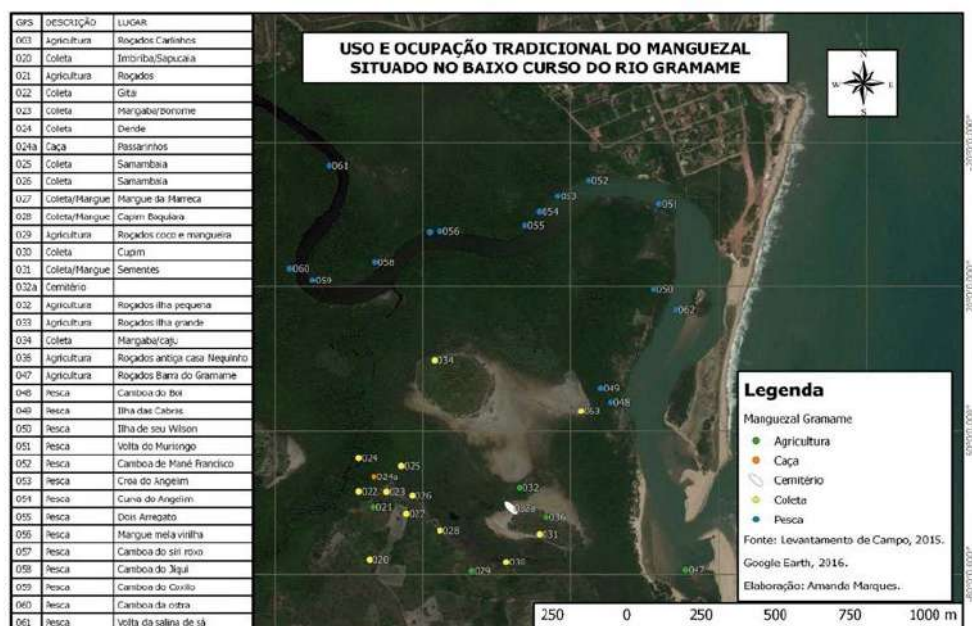 USO E OCUPAÇÃO TRADICIONAL DO MANGUEZAL
SITUADO NO BAIXO CURSO DO RIO GRAMAME
GPS DESCRIÇÃO LUGAR
003 Agricultura Roçados Carlinhos
020 Coleta Imbiriba/Sapucaia
021 Agricultura Roçados
022 Coleta Gitai
023 Coleta Mangaba/Bonome
024 Coleta Dende
024a Caça Passarinhos
025 Coleta Samambaia
026 Coleta Samambaia
027 Coleta/Mangue Mangue da Marreca
028 Coleta/Mangue Capim Baquiara
029 Agricultura Roçados coco e mangueira
030 Coleta Cupim
031 Coleta/Mangue Sementes
032a Cemitério
032 Agricultura Roçados ilha pequena
033 Agricultura Roçados ilha grande
034 Coleta Mangaba/caju
036 Agricultura Roçados antiga casa Nequinho
047 Agricultura Roçados Barra do Gramame
048 Pesca Camboa do Boi
049 Pesca Ilha das Cabras
050 Pesca Ilha de seu Wilson
051 Pesca Volta do Muriongo
052 Pesca Camboa de Mané Francisco
053 Pesca Croa do Angelim
054 Pesca Curva do Angelim
055 Pesca Dois Arregato
056 Pesca Mangue mela virilha
057 Pesca Camboa do siri roxo
058 Pesca Camboa do Jiqui
059 Pesca Camboa do Coxilo
060 Pesca Camboa da ostra
061 Pesca Volta da salina de sá
W E
S
061
052
053
051
054
055
056
058
060
059
050
062
034
049
048
024
025
024a
022
023
026
021
027
032
032a
036
031
028
020
030
029
047
Legenda
Manguezal Gramame
Agricultura
Caça
Cemitério
Coleta
Pesca
Fonte: Levantamento de Campo, 2015.
Google Earth, 2016.
Elaboração: Amanda Marques.
250 0 250 500 750 1000 m